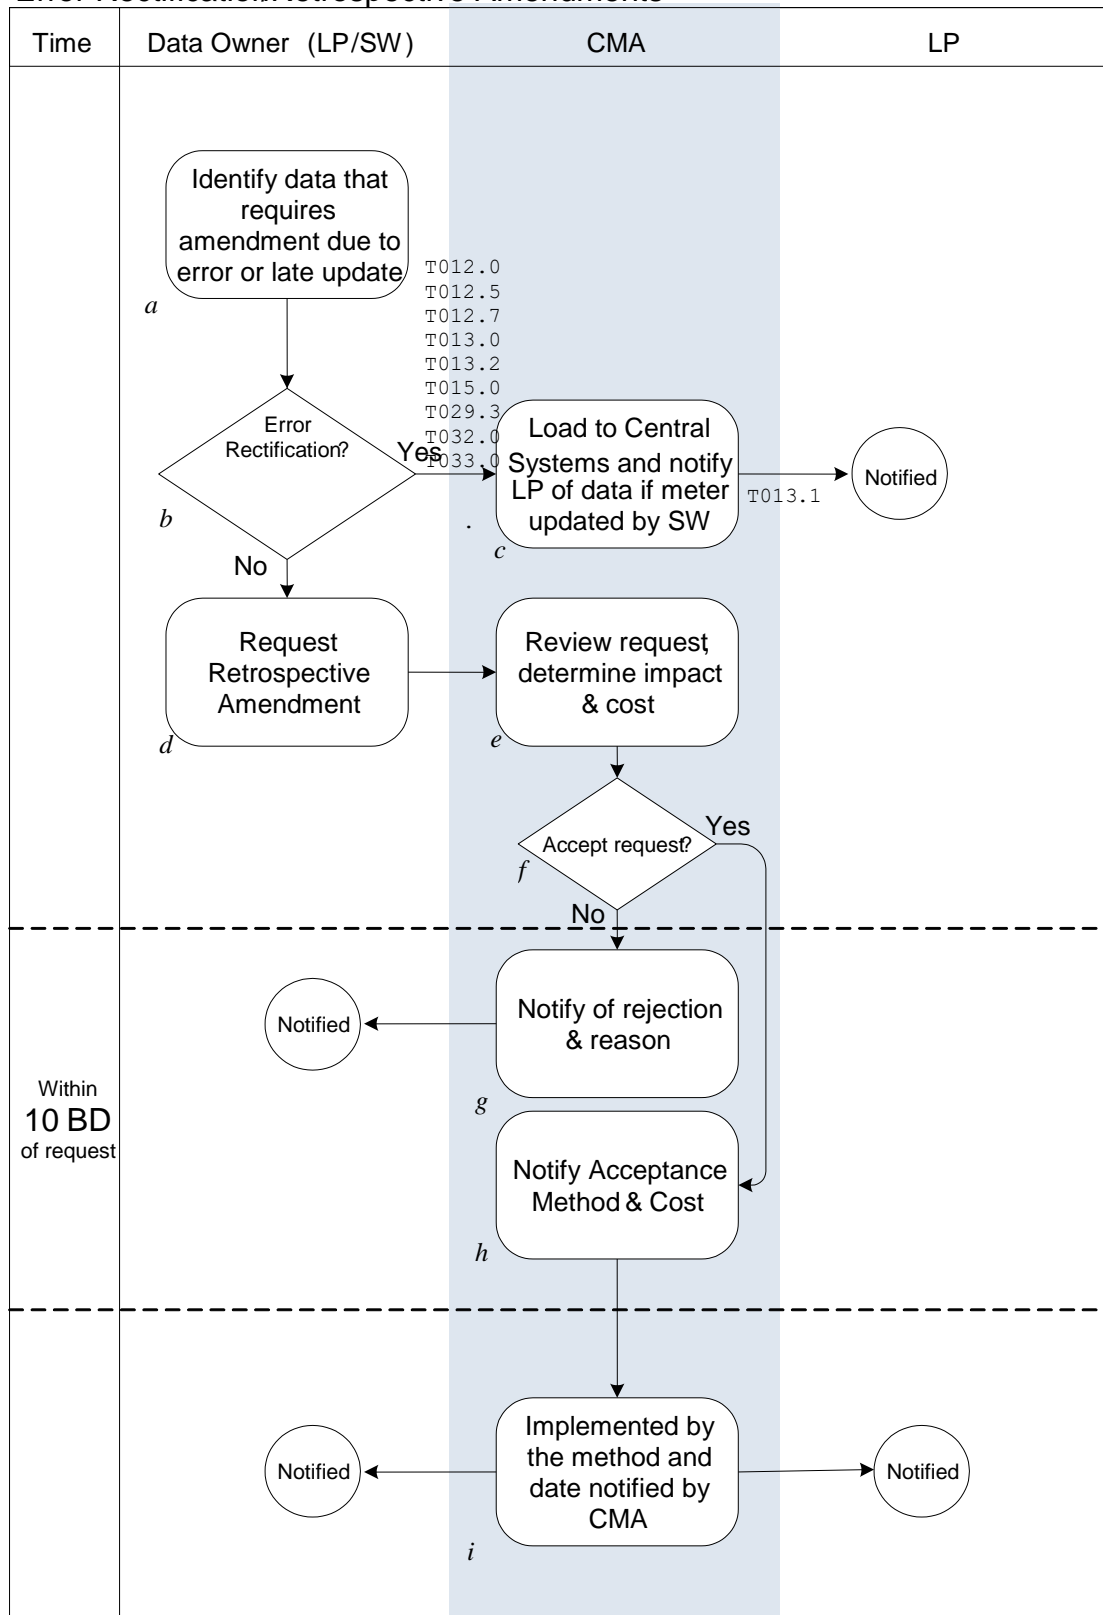 Error Rectification/Retrospective Amendments
Time
Data Owner (LP/SW)
CMA
LP
Identify data that
requires
amendment due to
error or late update
a
T012.0
T012.5
T012.7
T013.0
T013.2
T015.0
T029.3
T032.0
T033.0
Error
Rectification?
Yes
b
Load to Central
Systems and notify
LP of data if meter
updated by SW
.
c
T013.1
Notified
No
Request
Retrospective
Amendment
d
Review request,
determine impact
& cost
e
Accept request?
Yes
f
No
Within
10 BD
of request
Notify of rejection
& reason
Notified
g
Notify Acceptance
Method & Cost
h
Implemented by
the method and
date notified by
CMA
Notified
Notified
i